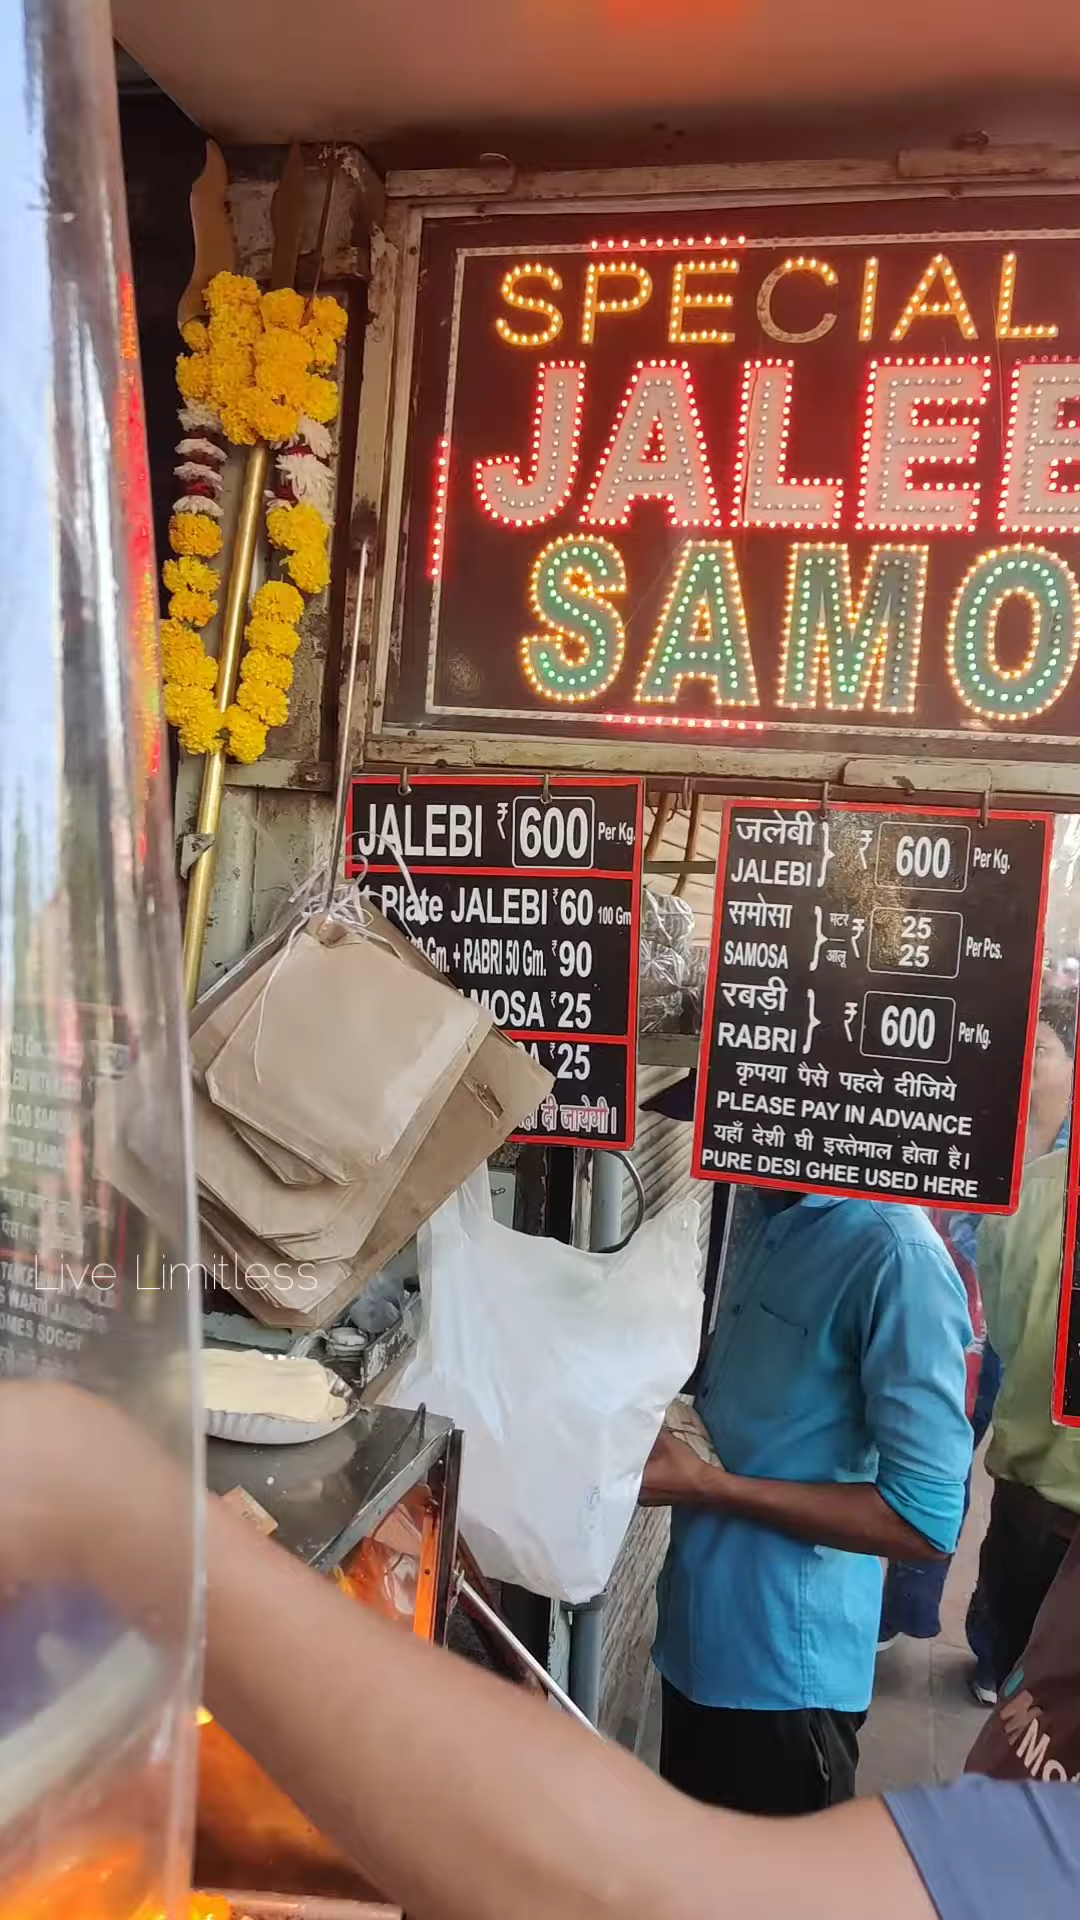 SPECIAL
JALEB
SAMO
JALEBI ₹ 600 Per Kg.
1 Plate JALEBI ₹60 100 Gm
Gm. + RABRI 50 Gm. ₹90
MOSA ₹25
A ₹25
दी जायेगी।
जलेबी
JALEBI } ₹ 600 Per Kg.
समोसा
SAMOSA } मटर आलू ₹ 25 25 Per Pcs.
रबड़ी
RABRI } ₹ 600 Per Kg.
कृपया पैसे पहले दीजिये
PLEASE PAY IN ADVANCE
यहाँ देशी घी इस्तेमाल होता है।
PURE DESI GHEE USED HERE
Live Limitless